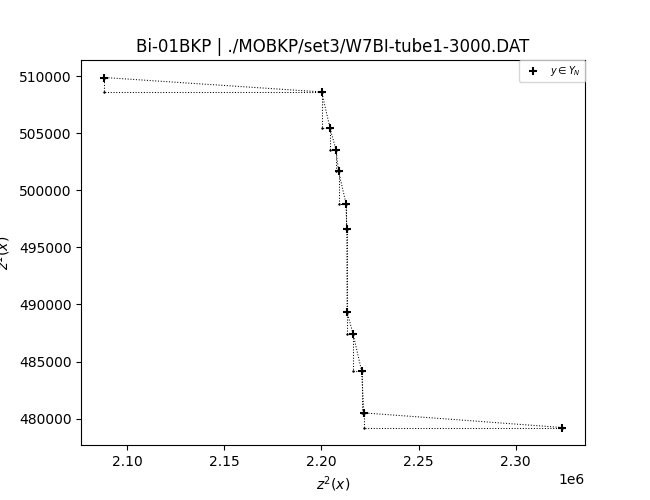 Bi-01BKP | ./MOBKP/set3/W7BI-tube1-3000.DAT
y ∈ Y_N
510000
505000
500000
495000
490000
485000
480000
2.10 2.15 2.20 2.25 2.30
1e6
z²(x)